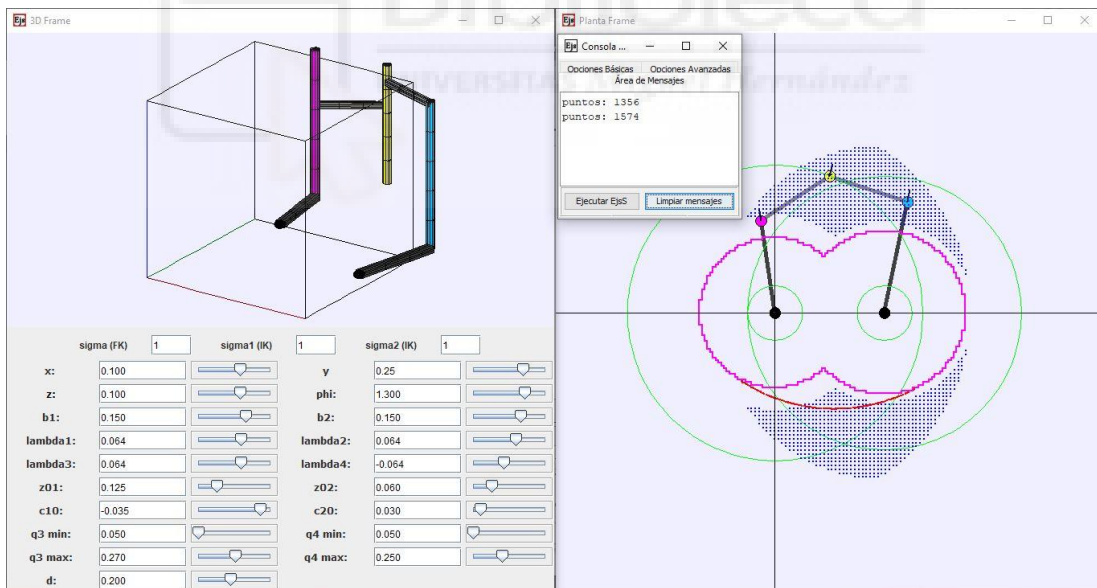 3D Frame
Planta Frame
Biblioteca
UNIVERSITAS Miguel Hernández
Consola ...
Opciones Básicas Opciones Avanzadas
Área de Mensajes
puntos: 1356
puntos: 1574
Ejecutar EjsS Limpiar mensajes
sigma (FK) 1 sigma1 (IK) 1 sigma2 (IK) 1
x: 0.100 y 0.25
z: 0.100 phi: 1.300
b1: 0.150 b2: 0.150
lambda1: 0.064 lambda2: 0.064
lambda3: 0.064 lambda4: -0.064
z01: 0.125 z02: 0.060
c10: -0.035 c20: 0.030
q3 min: 0.050 q4 min: 0.050
q3 max: 0.270 q4 max: 0.250
d: 0.200